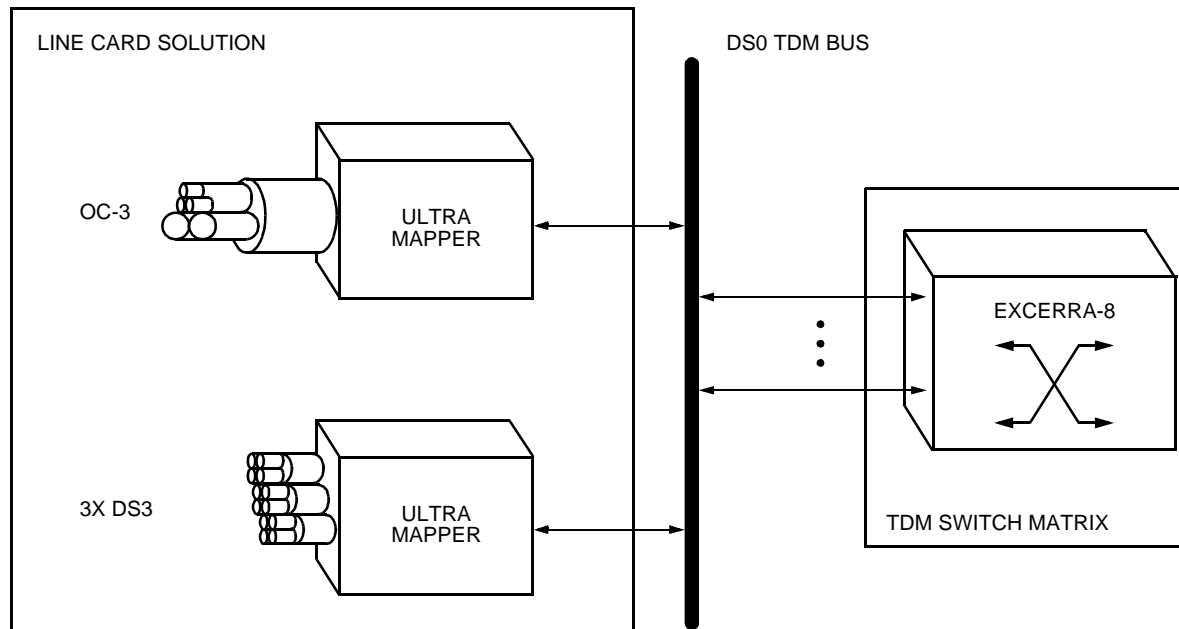 LINE CARD SOLUTION
DS0 TDM BUS
OC-3
ULTRA
MAPPER
EXCERRA-8
3X DS3
ULTRA
MAPPER
TDM SWITCH MATRIX